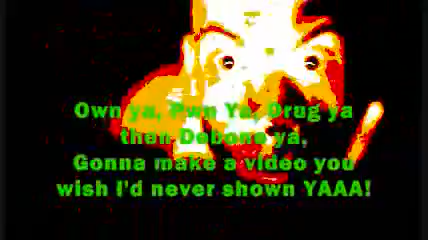 Own ya, Pwn Ya, Drug ya
then Debone ya,
Gonna make a video you
wish I'd never shown YAAA!